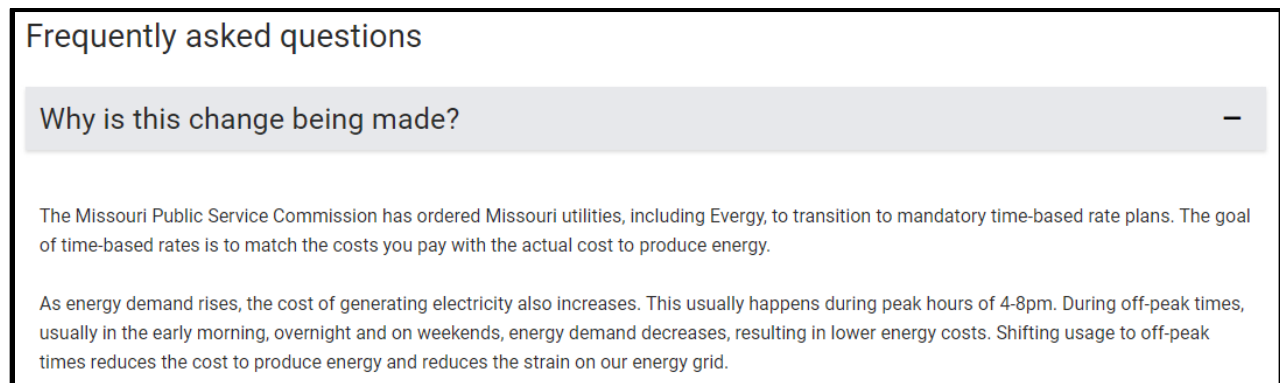 Frequently asked questions
Why is this change being made?
The Missouri Public Service Commission has ordered Missouri utilities, including Evergy, to transition to mandatory time-based rate plans. The goal
of time-based rates is to match the costs you pay with the actual cost to produce energy.
As energy demand rises, the cost of generating electricity also increases. This usually happens during peak hours of 4-8pm. During off-peak times,
usually in the early morning, overnight and on weekends, energy demand decreases, resulting in lower energy costs. Shifting usage to off-peak
times reduces the cost to produce energy and reduces the strain on our energy grid.